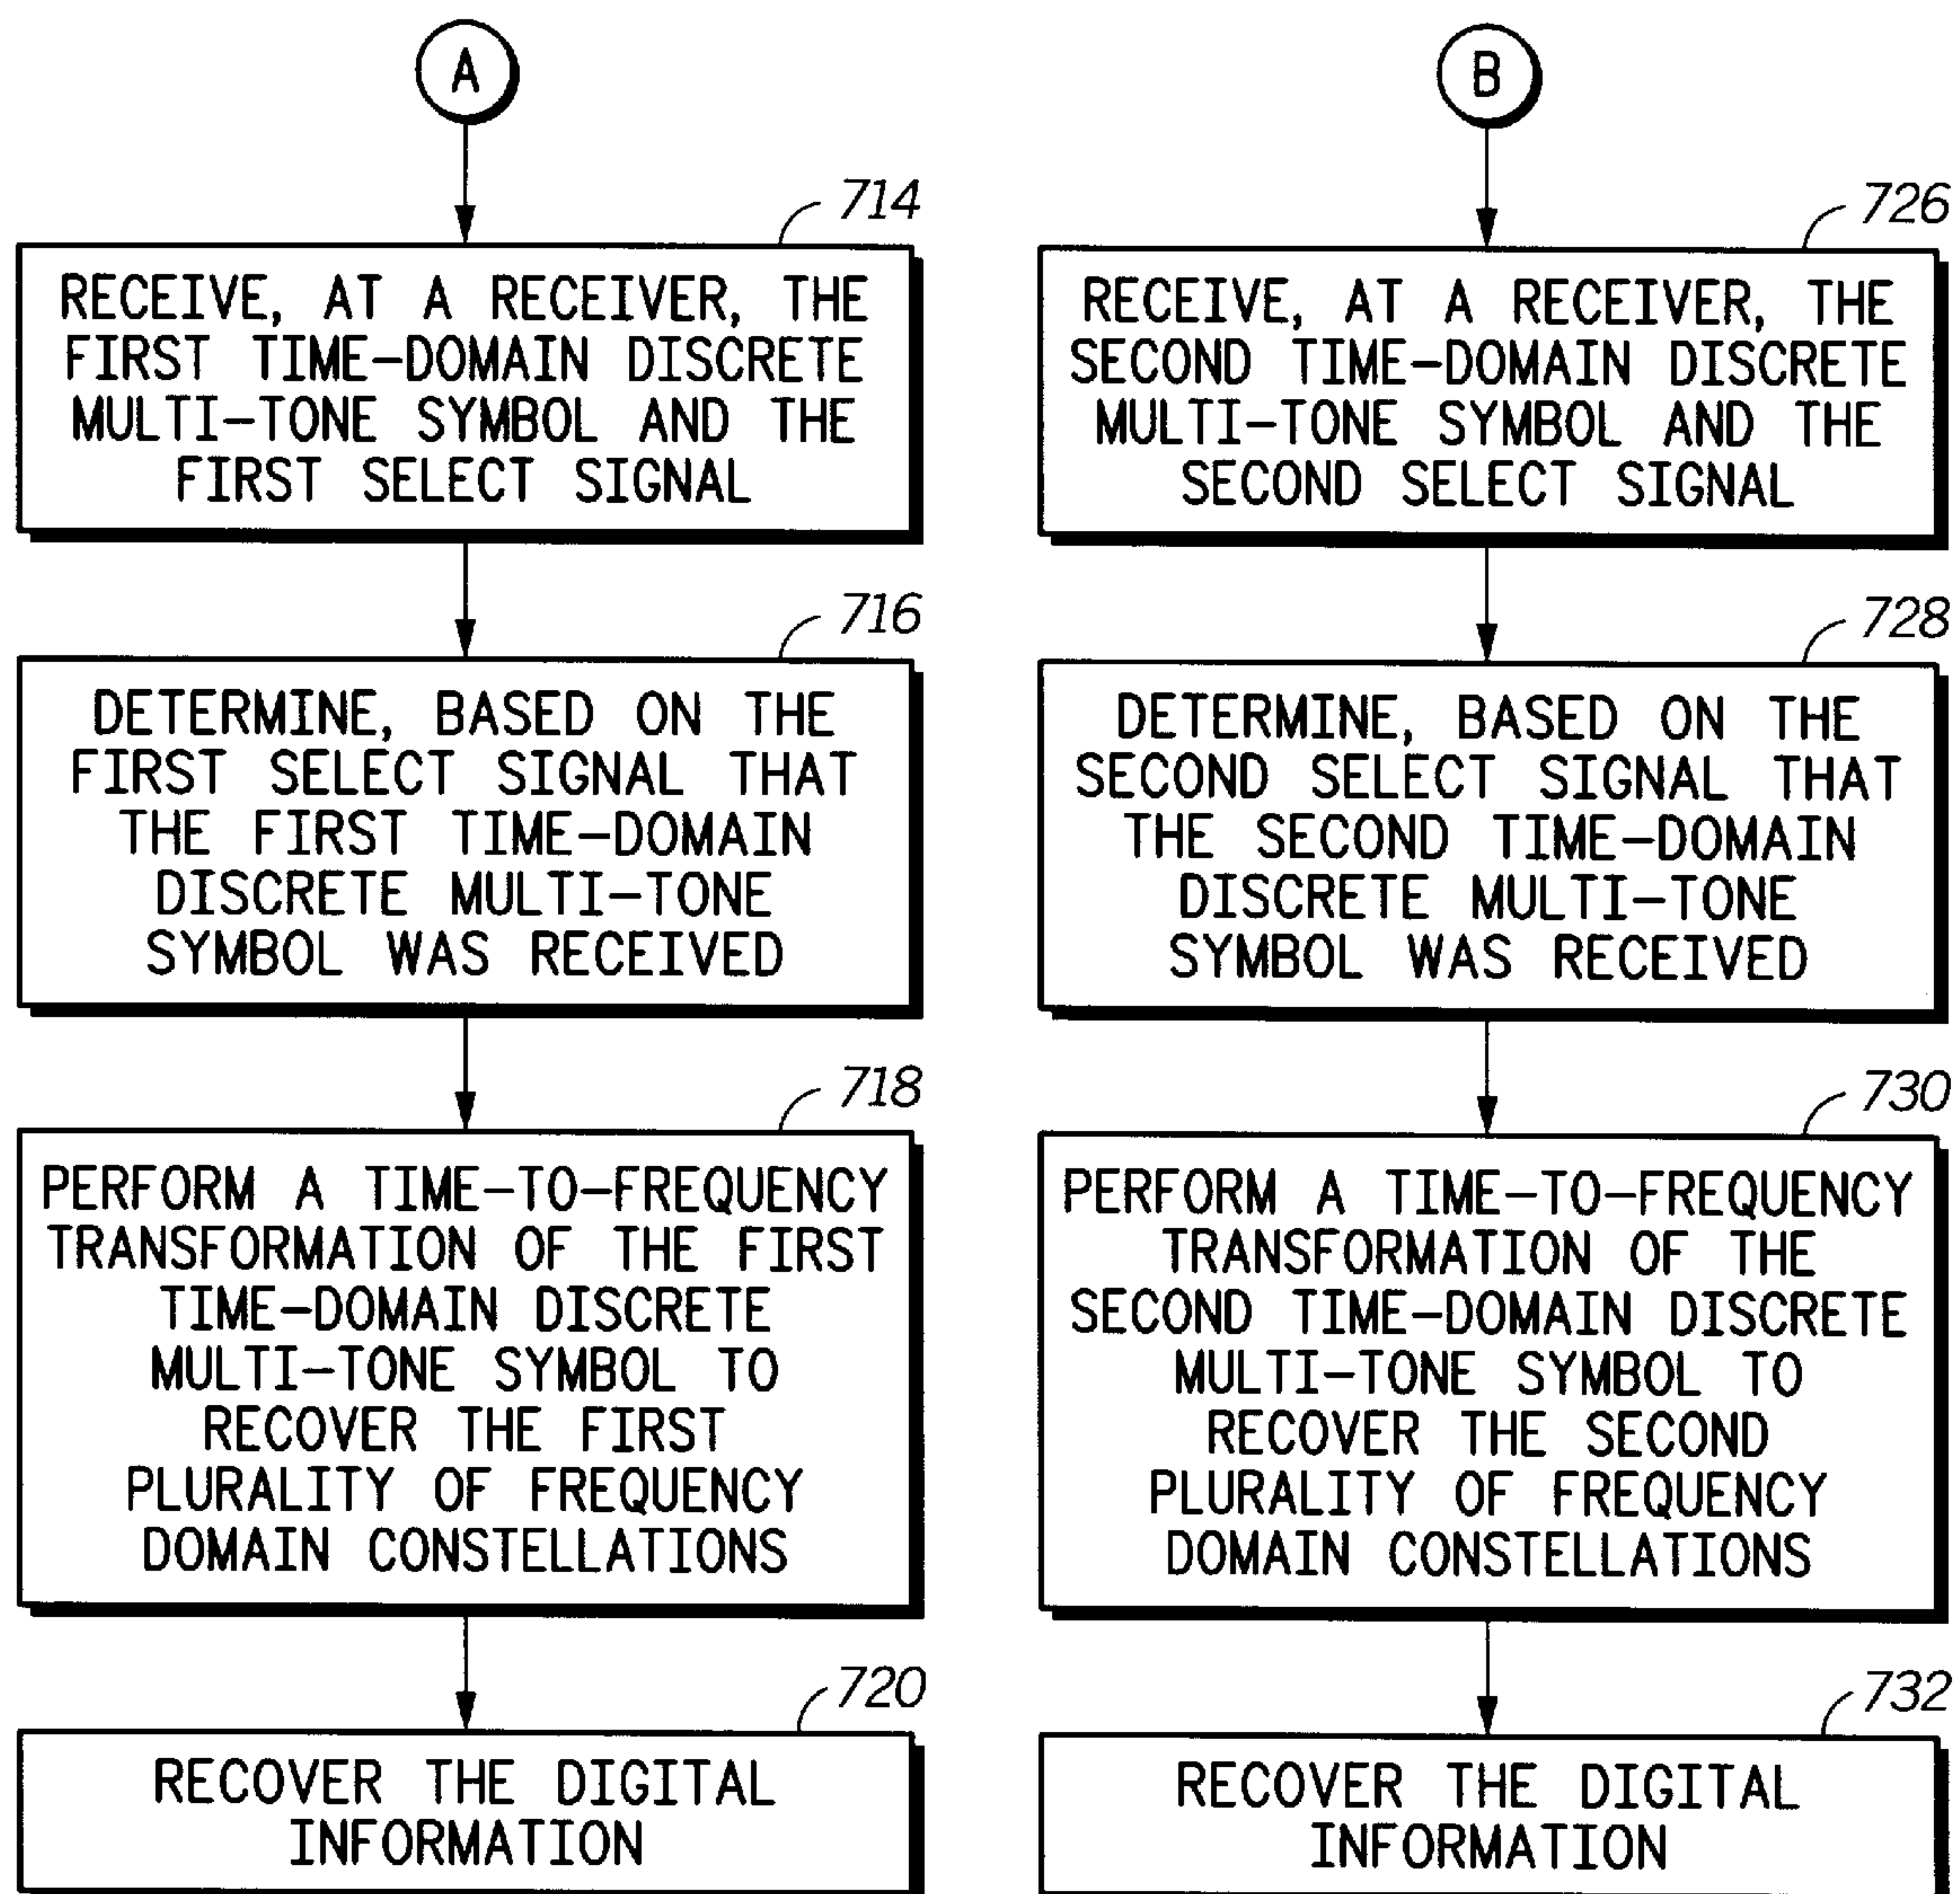 A
714
RECEIVE, AT A RECEIVER, THE
FIRST TIME-DOMAIN DISCRETE
MULTI-TONE SYMBOL AND THE
FIRST SELECT SIGNAL
716
DETERMINE, BASED ON THE
FIRST SELECT SIGNAL THAT
THE FIRST TIME-DOMAIN
DISCRETE MULTI-TONE
SYMBOL WAS RECEIVED
718
PERFORM A TIME-TO-FREQUENCY
TRANSFORMATION OF THE FIRST
TIME-DOMAIN DISCRETE
MULTI-TONE SYMBOL TO
RECOVER THE FIRST
PLURALITY OF FREQUENCY
DOMAIN CONSTELLATIONS
720
RECOVER THE DIGITAL
INFORMATION
B
726
RECEIVE, AT A RECEIVER, THE
SECOND TIME-DOMAIN DISCRETE
MULTI-TONE SYMBOL AND THE
SECOND SELECT SIGNAL
728
DETERMINE, BASED ON THE
SECOND SELECT SIGNAL THAT
THE SECOND TIME-DOMAIN
DISCRETE MULTI-TONE
SYMBOL WAS RECEIVED
730
PERFORM A TIME-TO-FREQUENCY
TRANSFORMATION OF THE
SECOND TIME-DOMAIN DISCRETE
MULTI-TONE SYMBOL TO
RECOVER THE SECOND
PLURALITY OF FREQUENCY
DOMAIN CONSTELLATIONS
732
RECOVER THE DIGITAL
INFORMATION